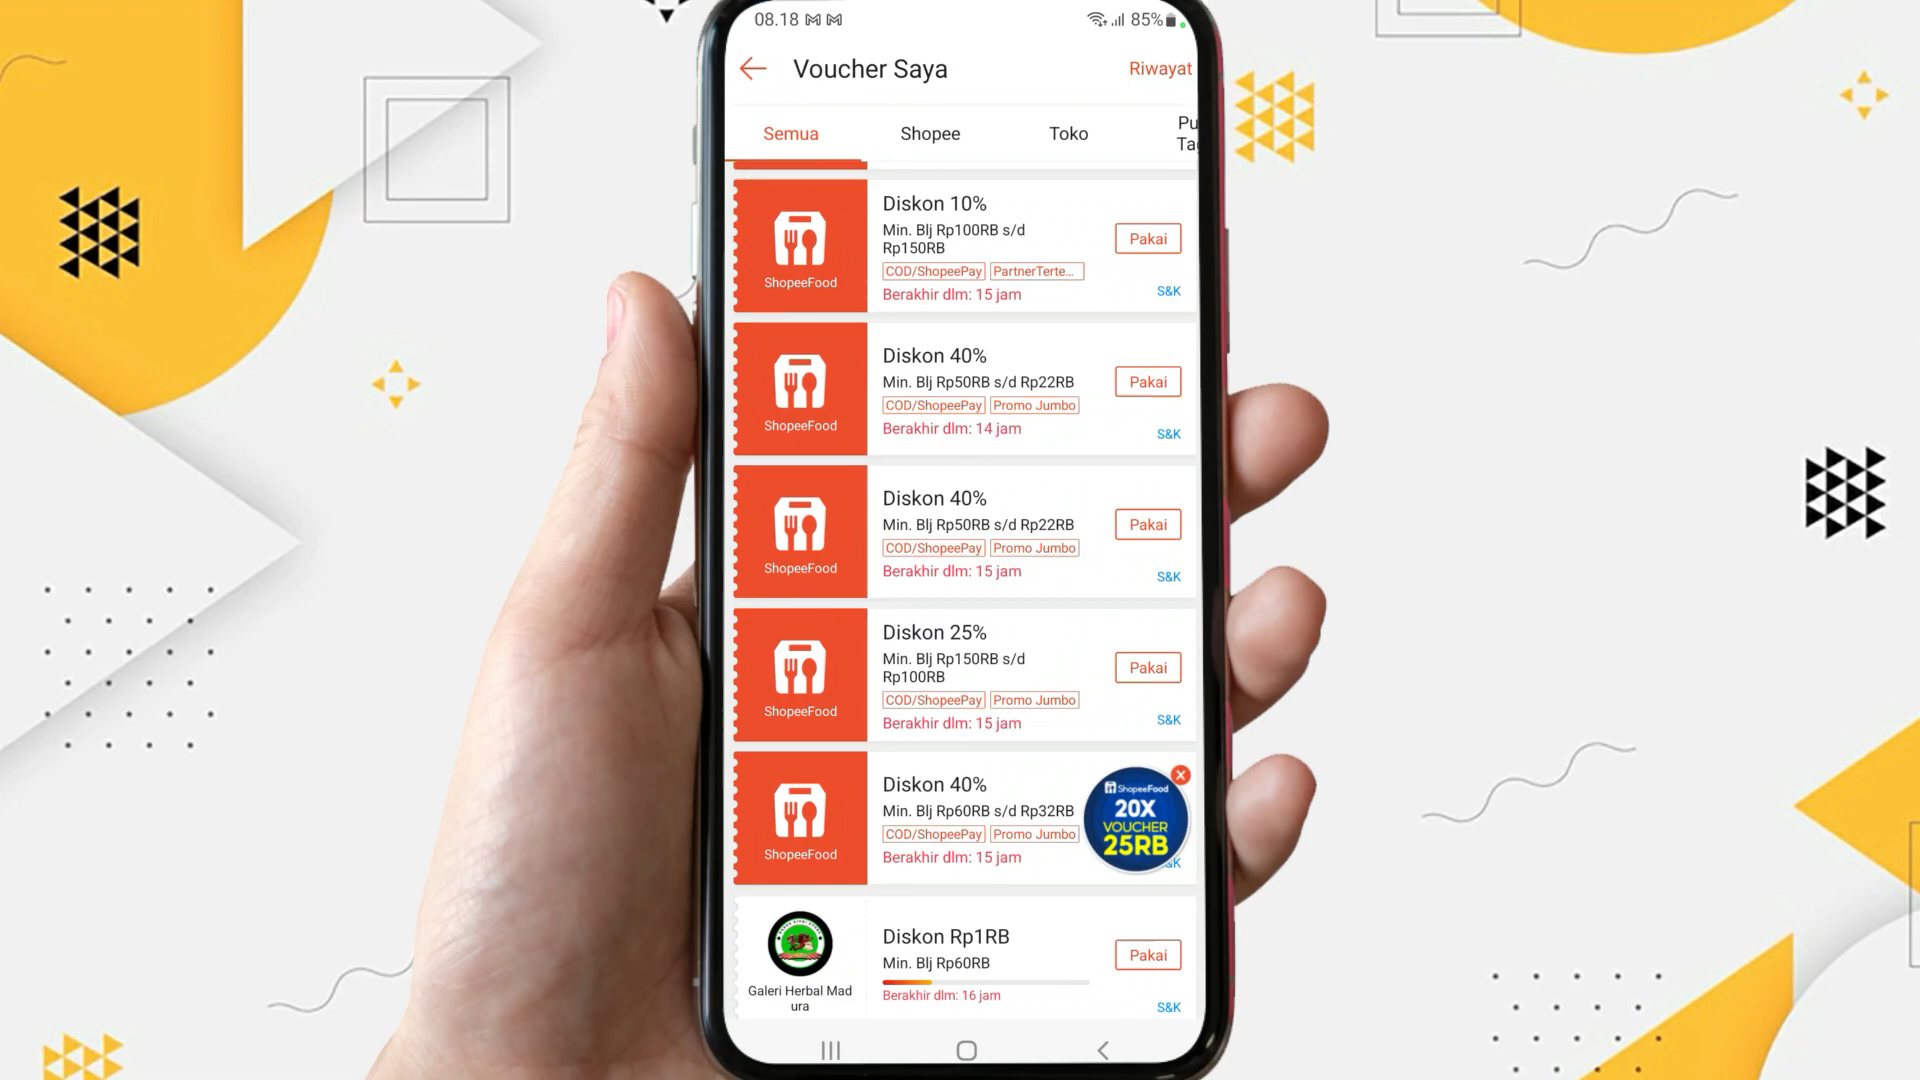 08.18
85%
Voucher Saya
Riwayat
Semua
Shopee
Toko
Pu
Ta
ShopeeFood
Diskon 10%
Min. Blj Rp100RB s/d
Rp150RB
COD/ShopeePay
PartnerTerte...
Berakhir dlm: 15 jam
Pakai
S&K
ShopeeFood
Diskon 40%
Min. Blj Rp50RB s/d Rp22RB
COD/ShopeePay
Promo Jumbo
Berakhir dlm: 14 jam
Pakai
S&K
ShopeeFood
Diskon 40%
Min. Blj Rp50RB s/d Rp22RB
COD/ShopeePay
Promo Jumbo
Berakhir dlm: 15 jam
Pakai
S&K
ShopeeFood
Diskon 25%
Min. Blj Rp150RB s/d
Rp100RB
COD/ShopeePay
Promo Jumbo
Berakhir dlm: 15 jam
Pakai
S&K
ShopeeFood
Diskon 40%
Min. Blj Rp60RB s/d Rp32RB
COD/ShopeePay
Promo Jumbo
Berakhir dlm: 15 jam
ShopeeFood
20X
VOUCHER
25RB
&K
Galeri Herbal Mad
ura
Diskon Rp1RB
Min. Blj Rp60RB
Berakhir dlm: 16 jam
Pakai
S&K